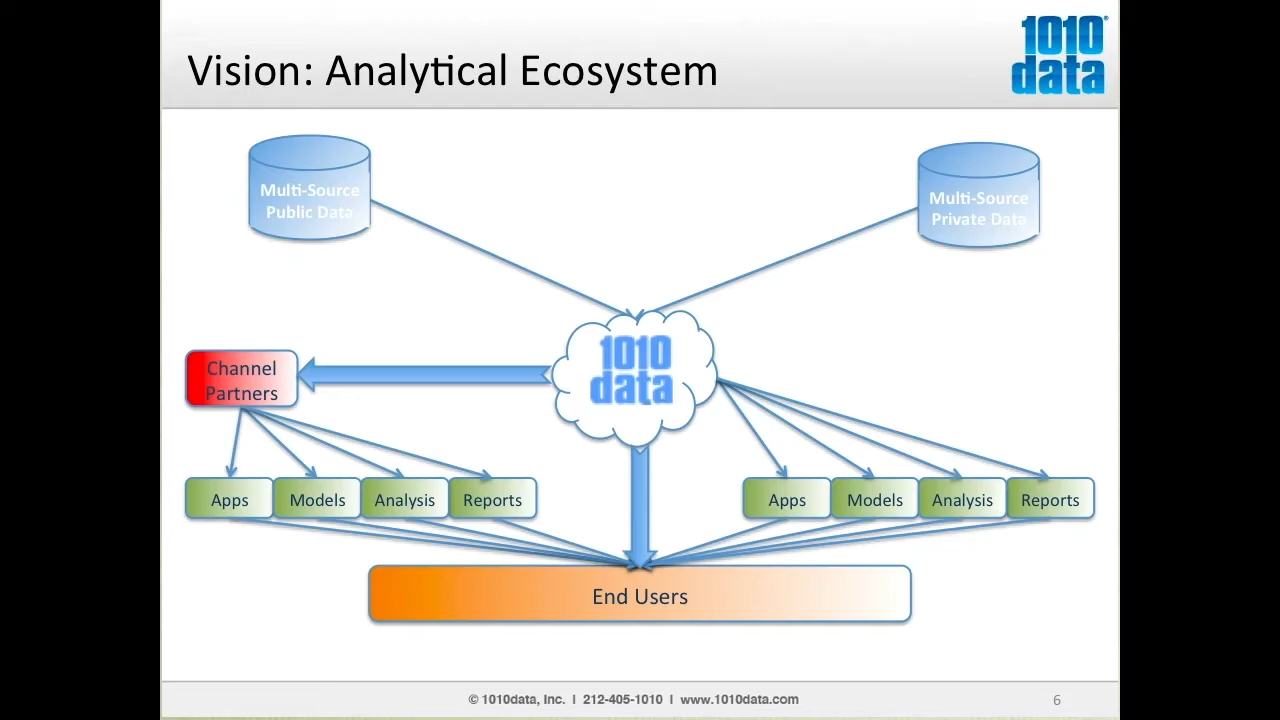 Vision: Analytical Ecosystem
1010
data
Multi-Source
Public Data
Multi-Source
Private Data
1010
data
Channel
Partners
Apps
Models
Analysis
Reports
Apps
Models
Analysis
Reports
End Users
© 1010data, Inc. | 212-405-1010 | www.1010data.com
6